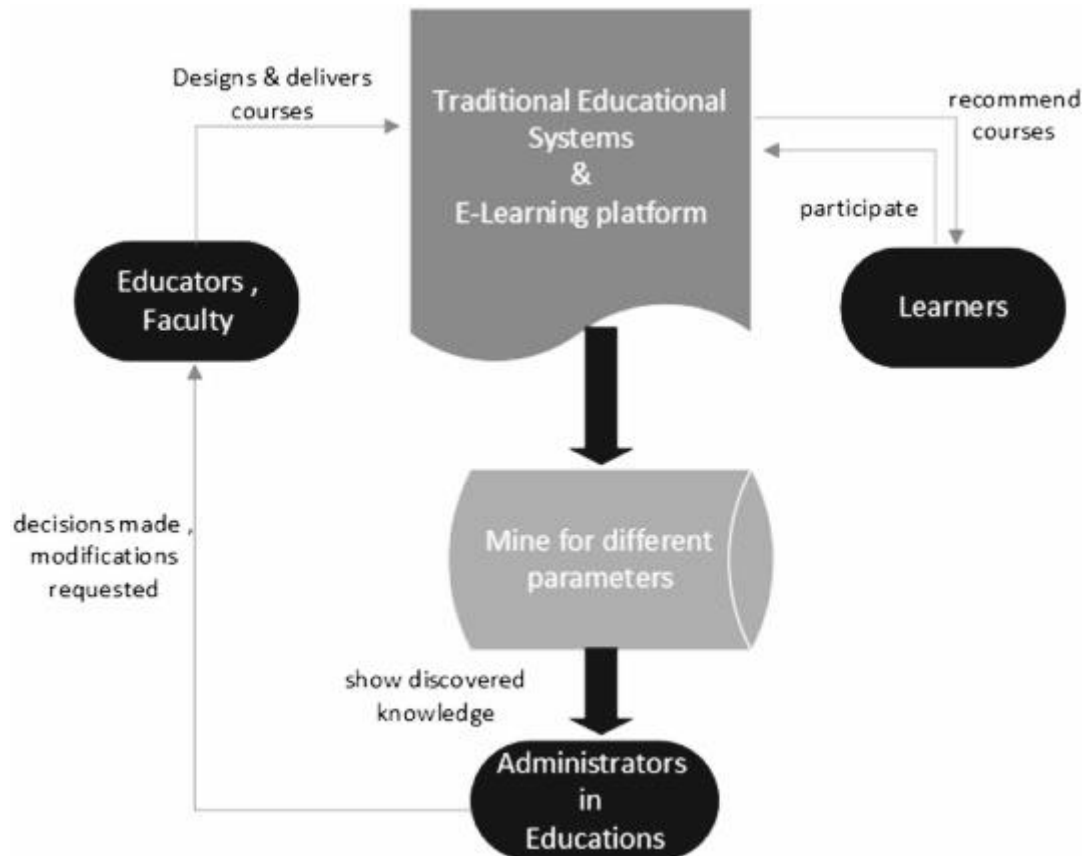 Designs & delivers
courses
Traditional Educational
Systems
&
E-Learning platform
recommend
courses
participate
Educators ,
Faculty
Learners
Mine for different
parameters
decisions made ,
modifications
requested
show discovered
knowledge
Administrators
in
Educations